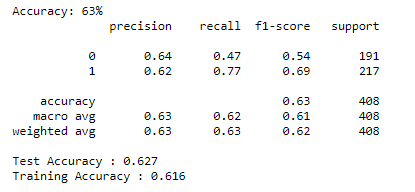 Accuracy: 63%
precision recall f1-score support
0 0.64 0.47 0.54 191
1 0.62 0.77 0.69 217
accuracy 0.63 408
macro avg 0.63 0.62 0.61 408
weighted avg 0.63 0.63 0.62 408
Test Accuracy : 0.627
Training Accuracy : 0.616